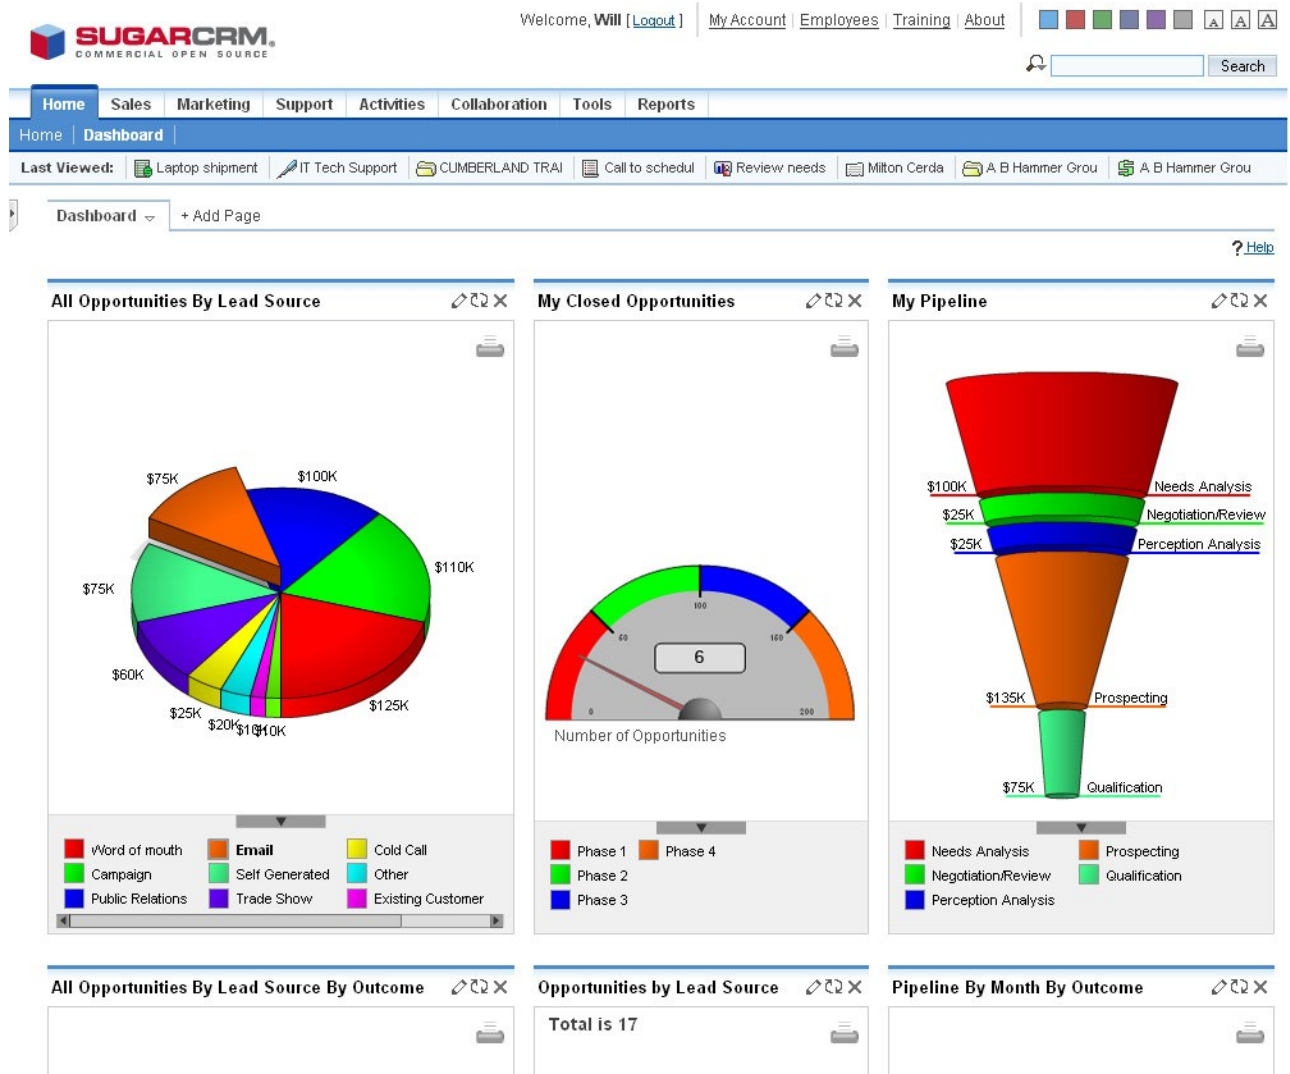 Welcome, Will [ Logout ] My Account Employees Training About A A A
SUGARCRM.
COMMERCIAL OPEN SOURCE
Search
Home Sales Marketing Support Activities Collaboration Tools Reports
Home Dashboard
Last Viewed: Laptop shipment IT Tech Support CUMBERLAND TRAI Call to schedul Review needs Milton Cerda A B Hammer Grou A B Hammer Grou
Dashboard + Add Page
? Help
All Opportunities By Lead Source
$75K
$100K
$110K
$75K
$60K
$25K
$20K
$10K
$10K
$125K
Word of mouth Email Cold Call
Campaign Self Generated Other
Public Relations Trade Show Existing Customer
My Closed Opportunities
100
50 150
6
0 200
Number of Opportunities
Phase 1 Phase 4
Phase 2
Phase 3
My Pipeline
$100K Needs Analysis
$25K Negotiation/Review
$25K Perception Analysis
$135K Prospecting
$75K Qualification
Needs Analysis Prospecting
Negotiation/Review Qualification
Perception Analysis
All Opportunities By Lead Source By Outcome
Opportunities by Lead Source
Total is 17
Pipeline By Month By Outcome